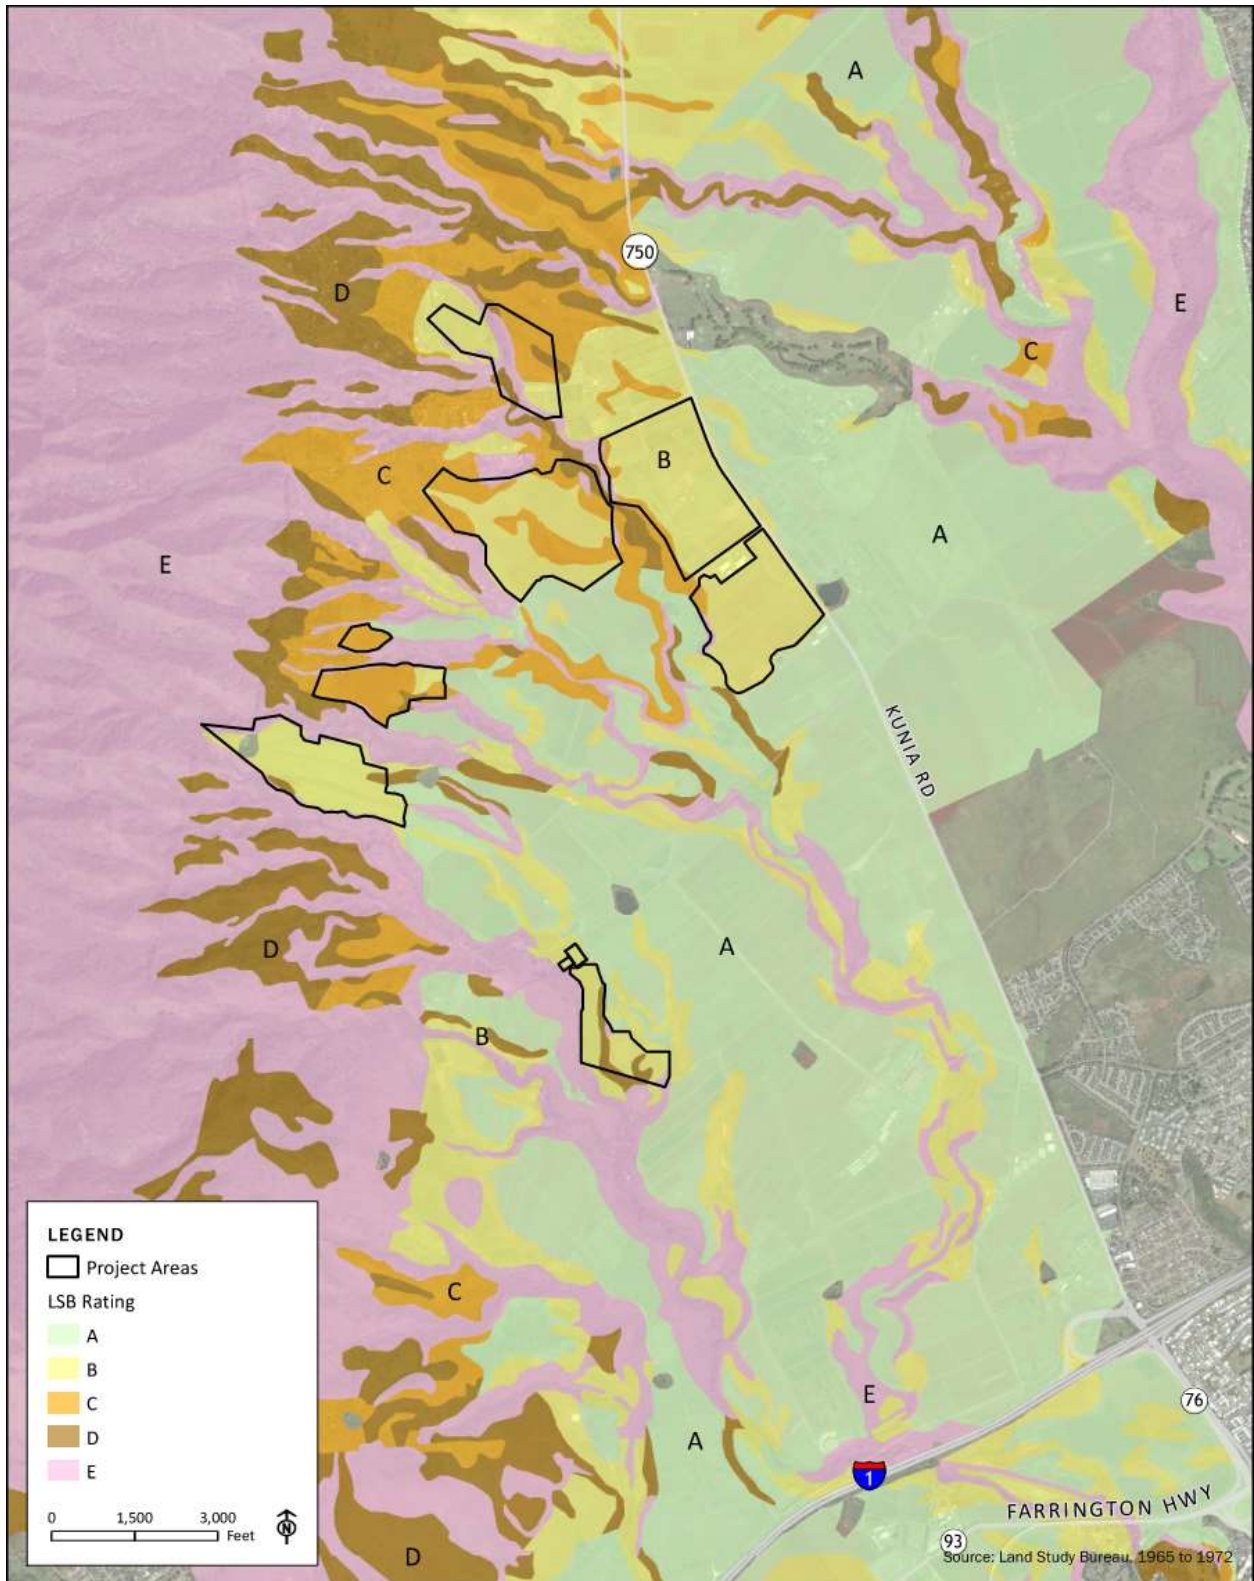 A
750
D
E
C
B
C
A
E
KUNIA RD
A
D
B
LEGEND
Project Areas
LSB Rating
A
B
C
D
E
0 1,500 3,000
Feet
N
C
E
76
A
1
FARRINGTON HWY
93
D
Source: Land Study Bureau, 1965 to 1972